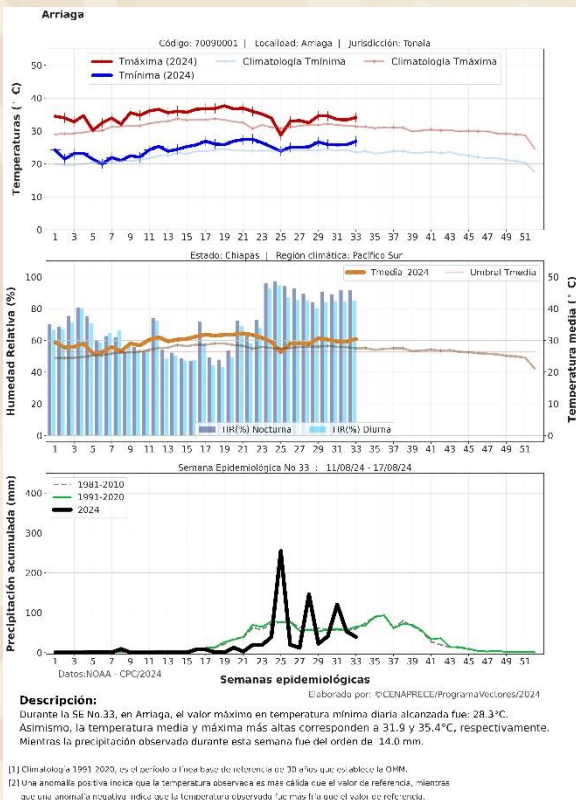 Arriaga
Código: 70090001 | Localidad: Arriaga | Jurisdicción: Tonala
Tmáxima (2024)
Climatología Tmínima
Climatología Tmáxima
Tmínima (2024)
Temperaturas (° C)
50
40
30
20
10
0
1 3 5 7 9 11 13 15 17 19 21 23 25 27 29 31 33 35 37 39 41 43 45 47 49 51
Estado: Chiapas | Región climática: Pacífico Sur
Tmedia 2024
Umbral Tmedia
Humedad Relativa (%)
100
80
60
40
20
0
Temperatura media (° C)
50
40
30
20
10
0
HR(%) Nocturna
HR(%) Diurna
1 3 5 7 9 11 13 15 17 19 21 23 25 27 29 31 33 35 37 39 41 43 45 47 49 51
Semana Epidemiológica No 33 : 11/08/24 - 17/08/24
1981-2010
1991-2020
2024
Precipitación acumulada (mm)
400
300
200
100
0
1 3 5 7 9 11 13 15 17 19 21 23 25 27 29 31 33 35 37 39 41 43 45 47 49 51
Datos:NOAA - CPC/2024
Semanas epidemiológicas
Elaborado por: ©CENAPRECE/ProgramaVectores/2024
Descripción:
Durante la SE No.33, en Arriaga, el valor máximo en temperatura mínima diaria alcanzada fue: 28.3°C.
Asimismo, la temperatura media y máxima más altas corresponden a 31.9 y 35.4°C, respectivamente.
Mientras la precipitación observada durante esta semana fue del orden de 14.0 mm.
[1] Climatología 1991 2020, es el período o línea base de referencia de 30 años que establece la OMM.
[2] Una anomalía positiva indica que la temperatura observada es más cálida que el valor de referencia, mientras
que una anomalía negativa indica que la temperatura observada fue más fría que el valor de referencia.